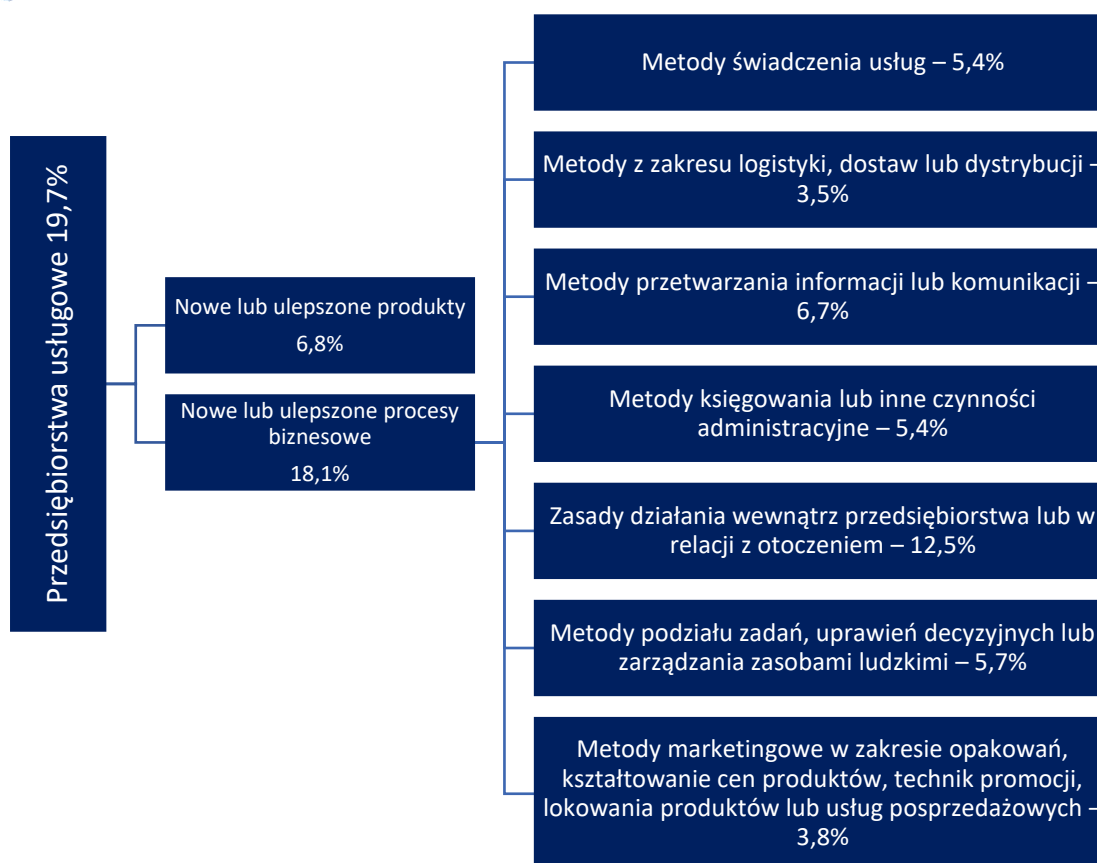 Przedsiębiorstwa usługowe 19,7%
Nowe lub ulepszone produkty
6,8%
Nowe lub ulepszone procesy
biznesowe
18,1%
Metody świadczenia usług – 5,4%
Metody z zakresu logistyki, dostaw lub dystrybucji –
3,5%
Metody przetwarzania informacji lub komunikacji –
6,7%
Metody księgowania lub inne czynności
administracyjne – 5,4%
Zasady działania wewnątrz przedsiębiorstwa lub w
relacji z otoczeniem – 12,5%
Metody podziału zadań, uprawień decyzyjnych lub
zarządzania zasobami ludzkimi – 5,7%
Metody marketingowe w zakresie opakowań,
kształtowanie cen produktów, technik promocji,
lokowania produktów lub usług posprzedażowych –
3,8%